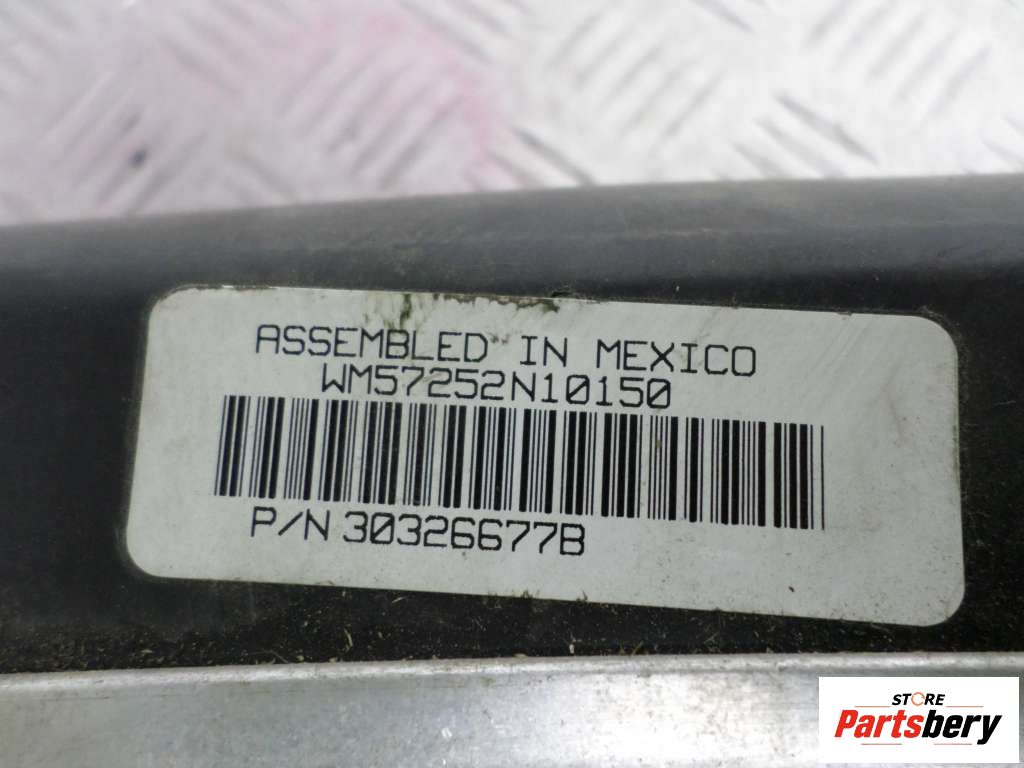 ASSEMBLED IN MEXICO
WM57252N10150
P/N 30326677B
STORE
Partsbery